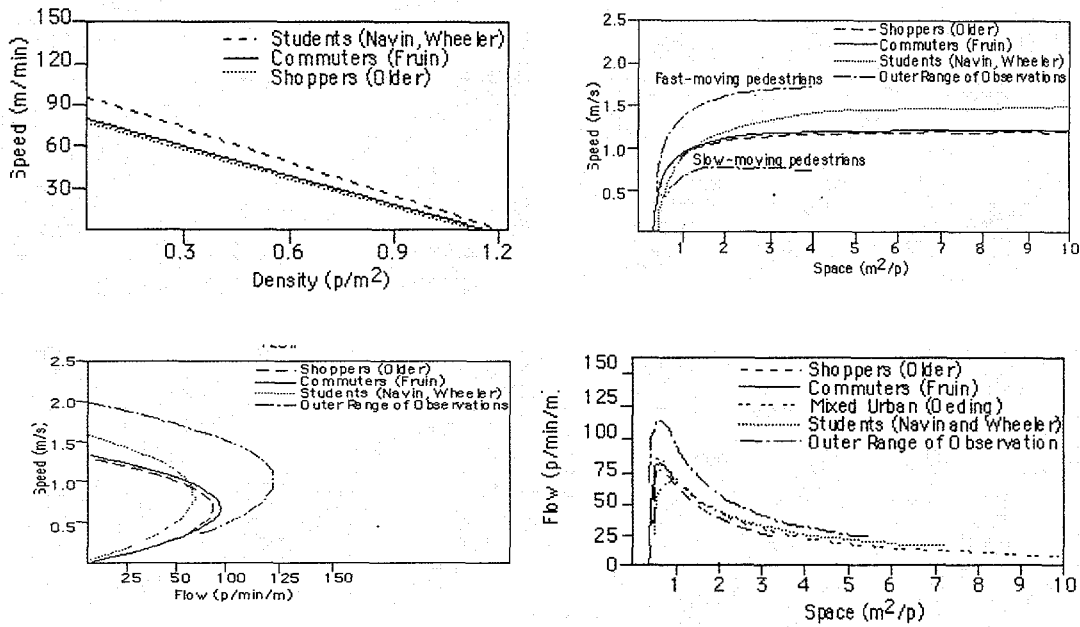 150
120
90
60
30
Speed (m/min)
Students (Navin, Wheeler)
Commuters (Fruin)
Shoppers (Older)
0.3 0.6 0.9 1.2
Density (p/m2)
2.5
2.0
1.5
1.0
0.5
Speed (m/s)
Shoppers (Older)
Commuters (Fruin)
Students (Navin, Wheeler)
Outer Range of Observations
Fast-moving pedestrians
Slow-moving pedestrians
1 2 3 4 5 6 7 8 9 10
Space (m2/p)
2.5
2.0
1.5
1.0
0.5
Speed (m/s)
Shoppers (Older)
Commuters (Fruin)
Students (Navin, Wheeler)
Outer Range of Observations
25 50 100 125 150
Flow (p/min/m)
150
125
100
75
50
25
0
Flow (p/min/m.
Shoppers (Older)
Commuters (Fruin)
Mixed Urban (Oeding)
Students (Navin and Wheeler)
Outer Range of Observation
1 2 3 4 5 6 7 8 9 10
Space (m2/p)